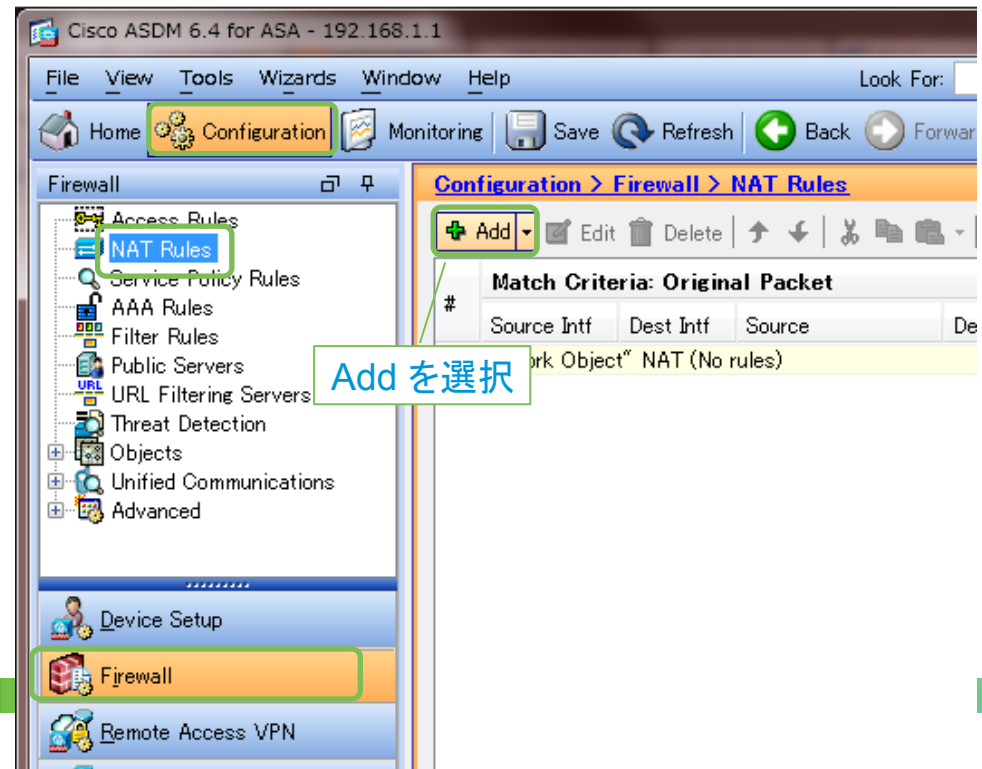 Cisco ASDM 6.4 for ASA - 192.168.1.1
File View Tools Wizards Window Help Look For:
Home Configuration Monitoring Save Refresh Back Forwar
Firewall
Configuration > Firewall > NAT Rules
Access Rules
NAT Rules
Service Policy Rules
AAA Rules
Filter Rules
Public Servers
URL Filtering Servers
Threat Detection
Objects
Unified Communications
Advanced
Add Edit Delete
# Match Criteria: Original Packet
Source Intf Dest Intf Source De
ork Object" NAT (No rules)
Add を選択
Device Setup
Firewall
Remote Access VPN